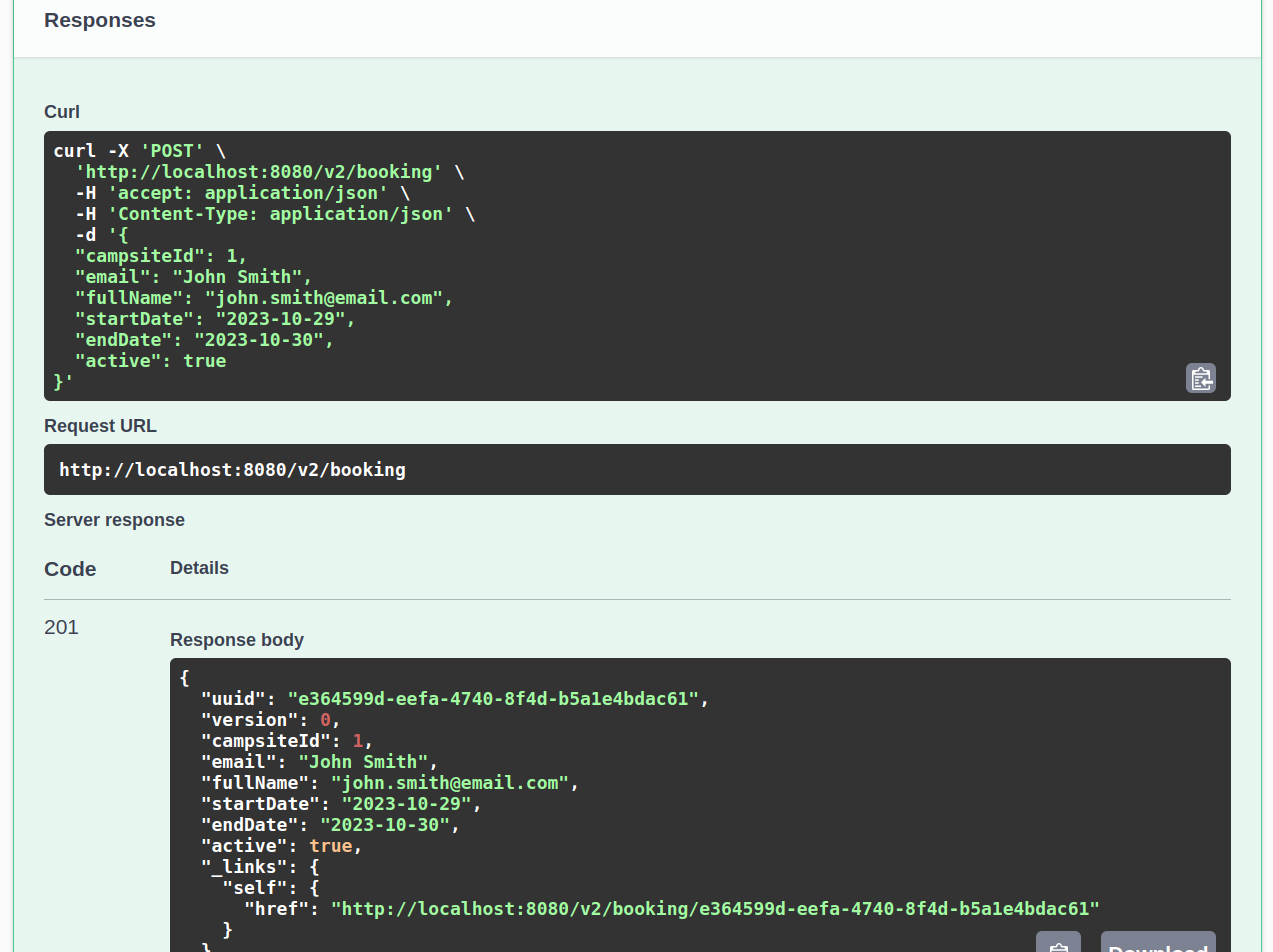 Responses
Curl
curl -X 'POST' \
  'http://localhost:8080/v2/booking' \
  -H 'accept: application/json' \
  -H 'Content-Type: application/json' \
  -d '{
  "campsiteId": 1,
  "email": "John Smith",
  "fullName": "john.smith@email.com",
  "startDate": "2023-10-29",
  "endDate": "2023-10-30",
  "active": true
}'
Request URL
http://localhost:8080/v2/booking
Server response
Code Details
201
Response body
{
  "uuid": "e364599d-eefa-4740-8f4d-b5a1e4bdac61",
  "version": 0,
  "campsiteId": 1,
  "email": "John Smith",
  "fullName": "john.smith@email.com",
  "startDate": "2023-10-29",
  "endDate": "2023-10-30",
  "active": true,
  "_links": {
    "self": {
      "href": "http://localhost:8080/v2/booking/e364599d-eefa-4740-8f4d-b5a1e4bdac61"
    }
  }
Download